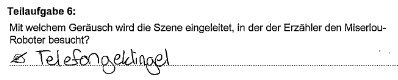 Teilaufgabe 6:
Mit welchem Geräusch wird die Szene eingeleitet, in der der Erzähler den Miserlou-
Roboter besucht?
Telefongeklingel